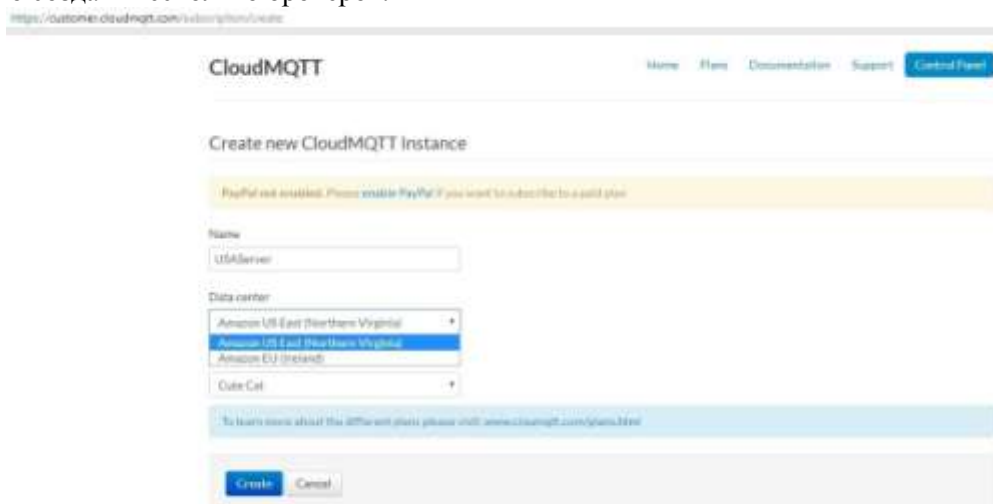 https://customer.cloudmqtt.com/subscription/create
CloudMQTT
Home Plans Documentation Support Control Panel
Create new CloudMQTT Instance
PayPal not enabled. Please enable PayPal if you want to subscribe to a paid plan
Name
USAServer
Data center
Amazon US East (Northern Virginia)
Amazon US East (Northern Virginia)
Amazon EU (Ireland)
Cute Cat
To learn more about the different plans please visit: www.cloudmqtt.com/plans.html
Create Cancel